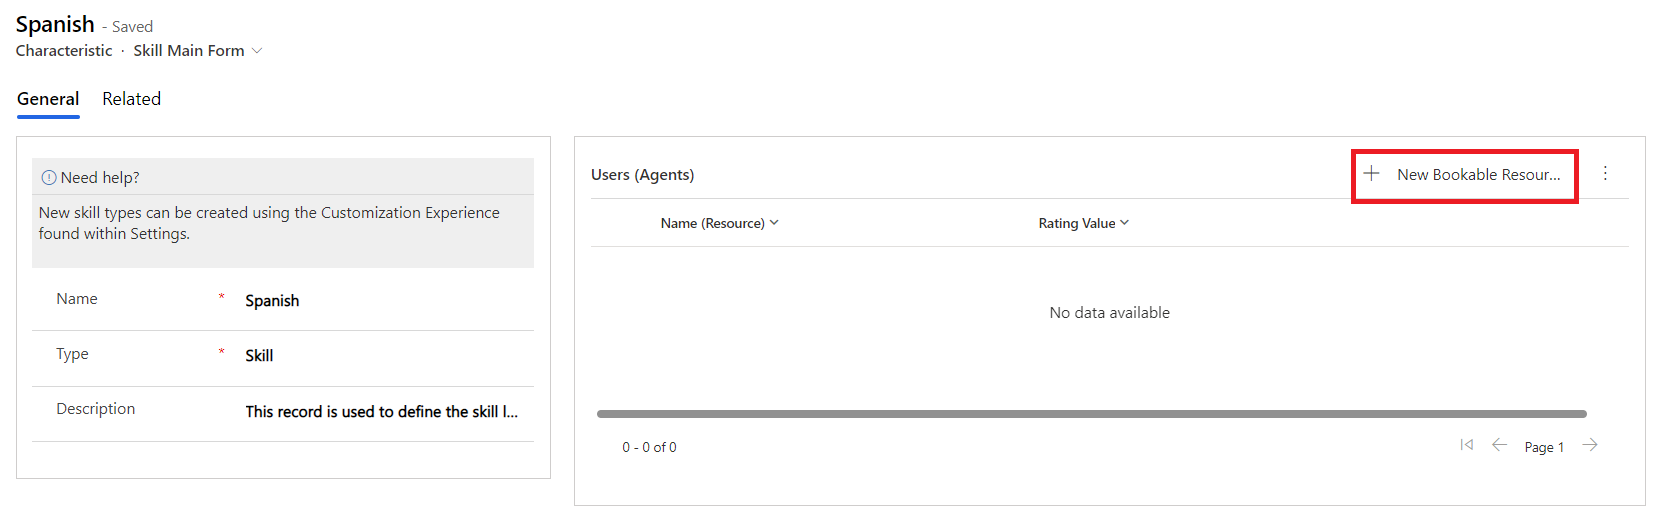 Spanish - Saved
Characteristic · Skill Main Form
General Related
Need help?
New skill types can be created using the Customization Experience
found within Settings.
Name * Spanish
Type * Skill
Description This record is used to define the skill l...
Users (Agents) + New Bookable Resour...
Name (Resource) Rating Value
No data available
0 - 0 of 0 Page 1